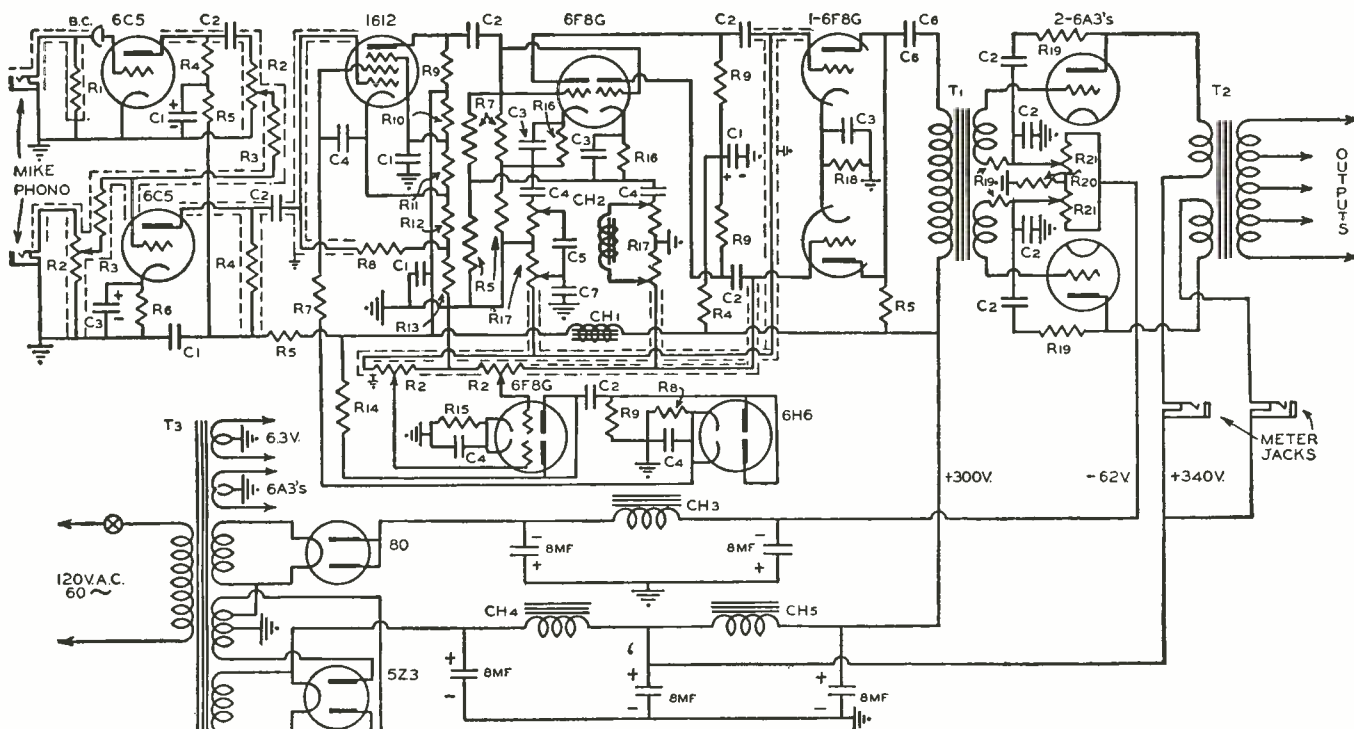 B.C. 6C5 C2 1612 C2 6F8G C2 1-6F8G C6 2-6A3's
R19
C2
C6
R4 R2
R1
R9
R9
T1 T2
C1 R5
R10 R7 C3 R16
C1 C3
C2
R3
C4 C1
C3 R16
R18
R21
MIKE PHONO
6C5 C2
R11
C4 C4
CH2
R19 R20
R21
OUTPUTS
R2 R3
R4
R12
C5
R17
R9
C2
R8
C1
R5
C7
C2
C3 R6
R7
R13 R17
C2
R4
R5
C2
C1
R5
CH1
R19
R2 R2 6F8G C2 R8
R14
R15
R9
6H6
T3
6.3V.
C4 C4
METER JACKS
6A3's
+300V. -62V. +340V.
CH3
80
- 8MF +
8MF - +
120V.A.C.
60 ~
CH4 CH5
5Z3
+ 8MF -
6
+ 8MF -
+ 8MF -